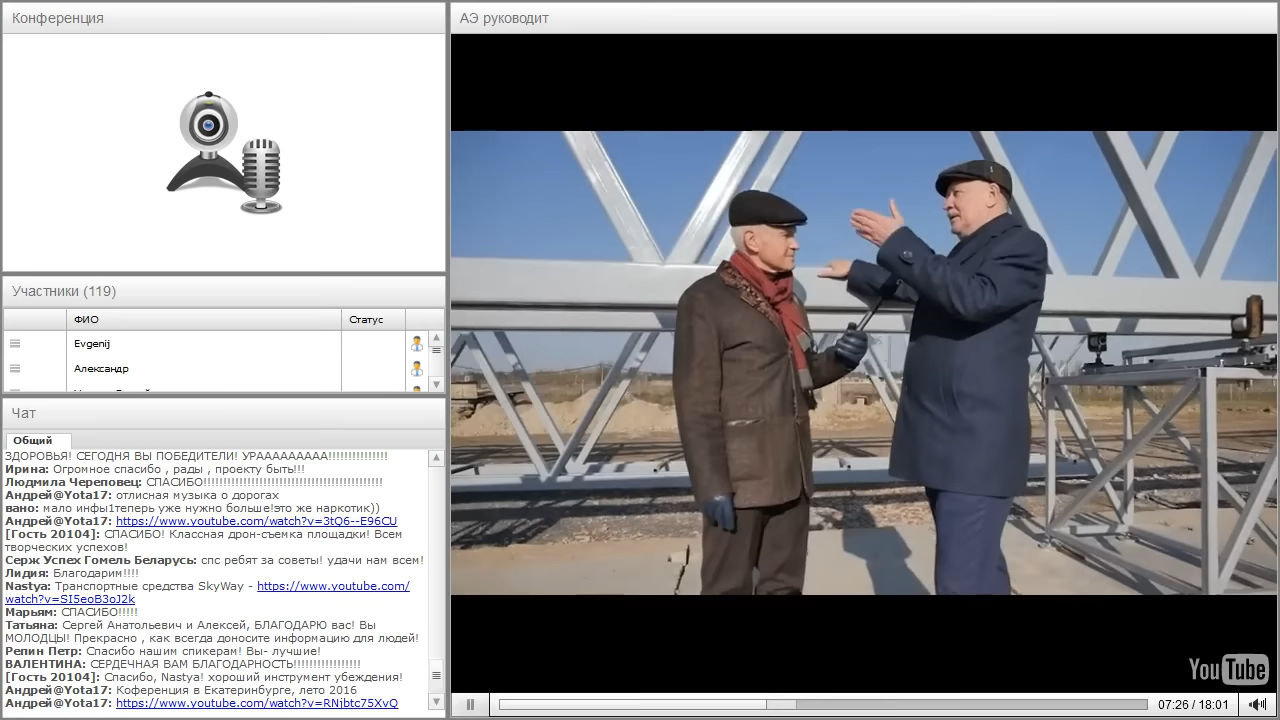 Конференция
АЭ руководит
Участники (119)
ФИО
Статус
Evgenij
Александр
Чат
Общий
ЗДОРОВЬЯ! СЕГОДНЯ ВЫ ПОБЕДИТЕЛИ! УРААААААААА!!!!!!!!!!!!!!!
Ирина: Огромное спасибо , рады , проекту быть!!!
Людмила Череповец: СПАСИБО!!!!!!!!!!!!!!!!!!!!!!!!!!!!!!!!!!!!!!!!!!!
Андрей@Yota17: отлисная музыка о дорогах
вано: мало инфы1теперь уже нужно больше!это же наркотик))
Андрей@Yota17: https://www.youtube.com/watch?v=3tQ6--E96CU
[Гость 20104]: СПАСИБО! Классная дрон-съемка площадки! Всем
творческих успехов!
Серж Успех Гомель Беларусь: спс ребят за советы! удачи нам всем!
Лидия: Благодарим!!!!
Nastya: Транспортные средства SkyWay - https://www.youtube.com/
watch?v=SI5eoB3oJ2k
Марьям: СПАСИБО!!!!!
Татьяна: Сергей Анатольевич и Алексей, БЛАГОДАРЮ вас! Вы
МОЛОДЦЫ! Прекрасно , как всегда доносите информацию для людей!
Репин Петр: Спасибо нашим спикерам! Вы- лучшие!
ВАЛЕНТИНА: СЕРДЕЧНАЯ ВАМ БЛАГОДАРНОСТЬ!!!!!!!!!!!!!!!!!
[Гость 20104]: Спасибо, Nastya! хороший инструмент убеждения!
Андрей@Yota17: Коференция в Екатеринбурге, лето 2016
Андрей@Yota17: https://www.youtube.com/watch?v=RNjbtc75XvQ
YouTube
07:26 / 18:01